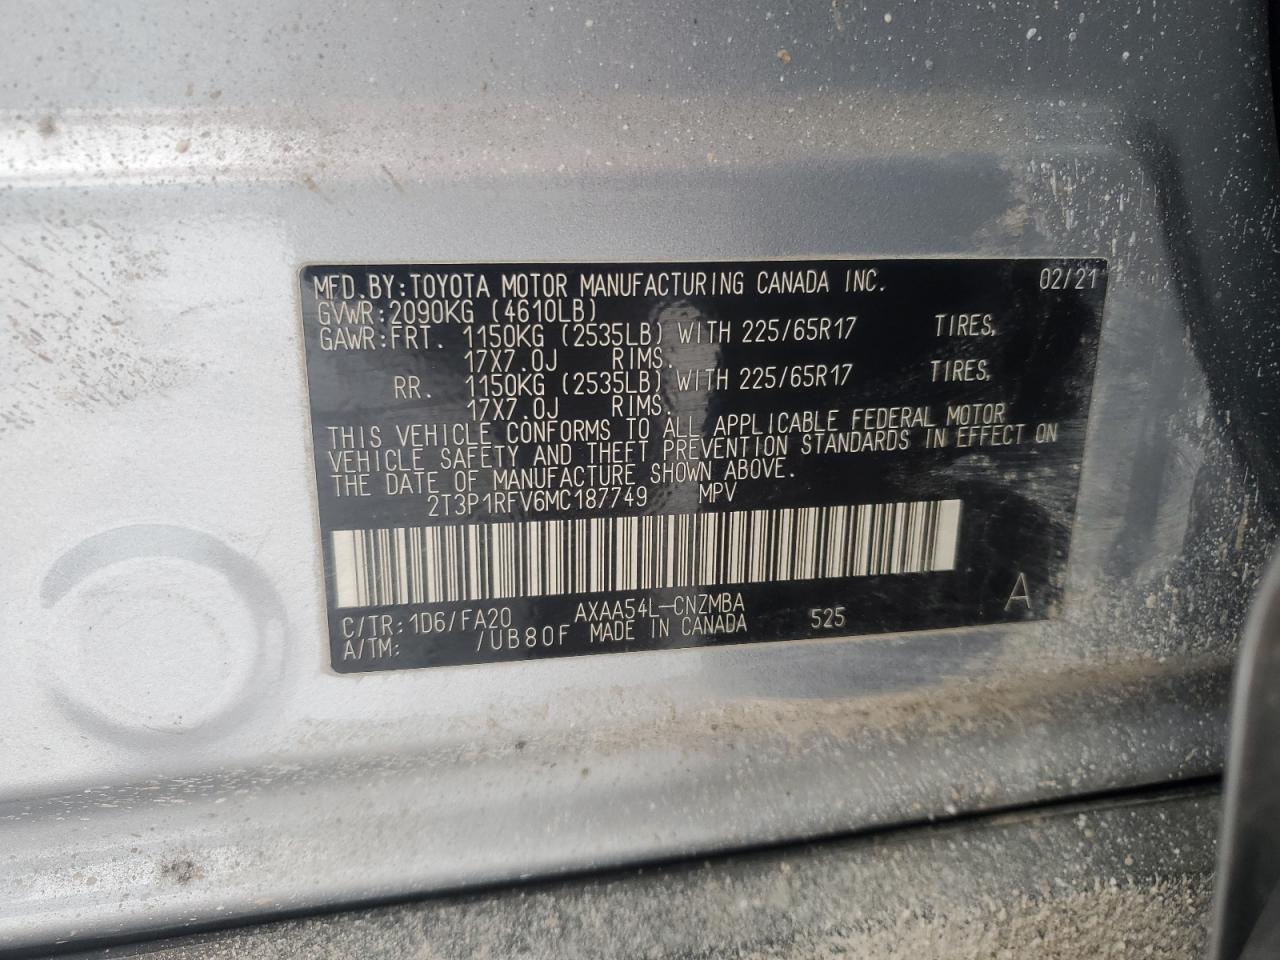 MFD.BY:TOYOTA MOTOR MANUFACTURING CANADA INC. 02/21
GVWR:2090KG (4610LB)
GAWR:FRT. 1150KG (2535LB) WITH 225/65R17 TIRES,
17X7.0J RIMS.
RR. 1150KG (2535LB) WITH 225/65R17 TIRES,
17X7.0J RIMS.
THIS VEHICLE CONFORMS TO ALL APPLICABLE FEDERAL MOTOR
VEHICLE SAFETY AND THEFT PREVENTION STANDARDS IN EFFECT ON
THE DATE OF MANUFACTURE SHOWN ABOVE.
2T3P1RFV6MC187749 MPV
C/TR:1D6/FA20 AXAA54L-CNZMBA 525 A
A/TM: /UB80F MADE IN CANADA